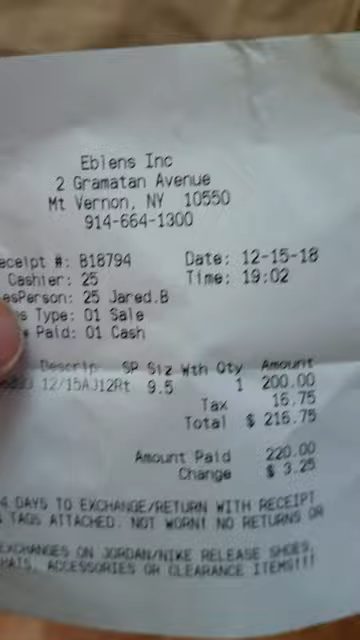 Eblens Inc
2 Gramatan Avenue
Mt Vernon, NY 10550
914-664-1300
eceipt #: B18794 Date: 12-15-18
Cashier: 25 Time: 19:02
esPerson: 25 Jared.B
s Type: 01 Sale
Paid: 01 Cash
Descrip SP Siz Wth Qty Amount
12/15AJ12Rt 9.5 1 200.00
Tax 16.75
Total $ 216.75
Amount Paid 220.00
Change $ 3.25
4 DAYS TO EXCHANGE/RETURN WITH RECEIPT
TAGS ATTACHED. NOT WORN! NO RETURNS OR
EXCHANGES ON JORDAN/NIKE RELEASE SHOES,
HATS, ACCESSORIES OR CLEARANCE ITEMS!!!